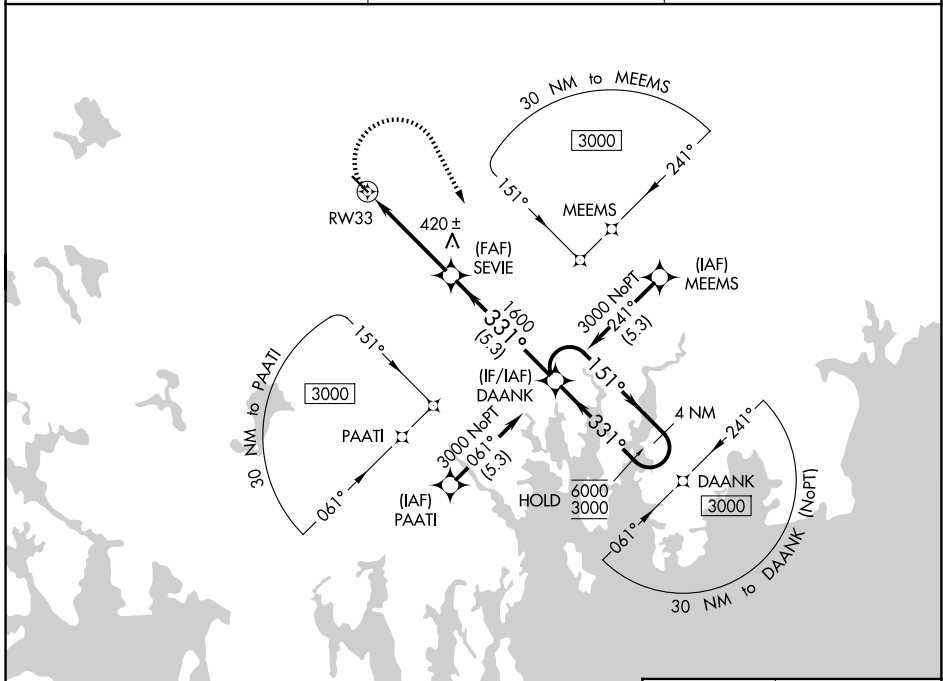 30 NM to MEEMS
3000
151°
241°
MEEMS
RW33
420 ±
(FAF)
SEVIE
(IAF)
MEEMS
3000 NoPT
241°
(5.3)
1600
331°
(5.3)
30 NM to PAATI
151°
3000
PAATI
061°
(IF/IAF)
DAANK
151°
4 NM
331°
3000 NoPT
061°
(5.3)
(IAF)
PAATI
HOLD
6000
3000
241°
DAANK
3000
061°
30 NM to DAANK (NoPT)